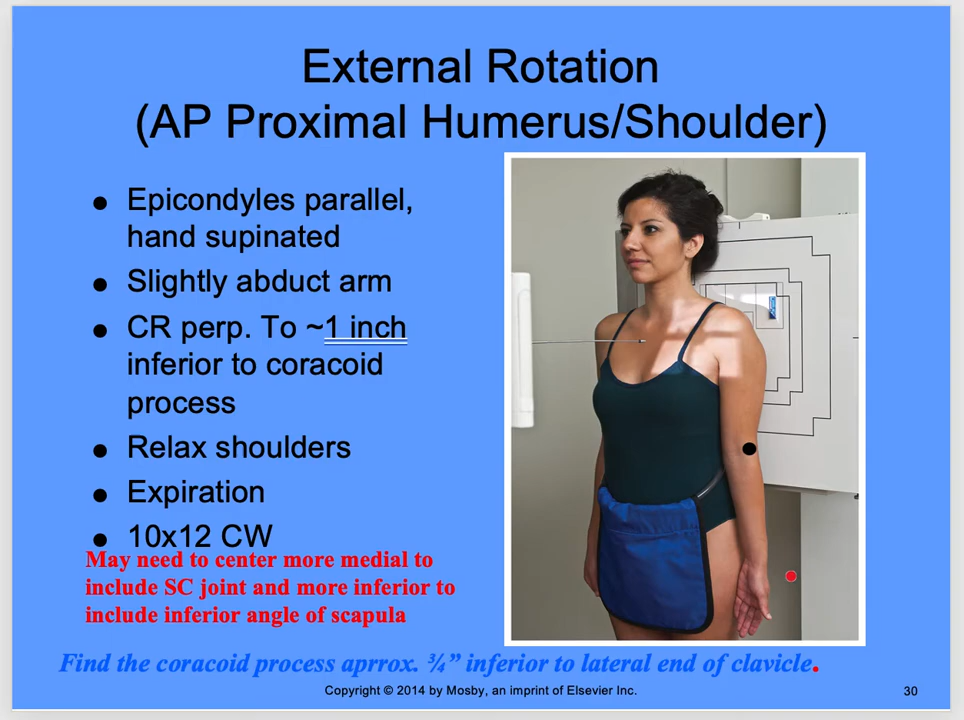 External Rotation
(AP Proximal Humerus/Shoulder)
• Epicondyles parallel,
hand supinated
• Slightly abduct arm
• CR perp. To ~1 inch
inferior to coracoid
process
• Relax shoulders
• Expiration
• 10x12 CW
May need to center more medial to
include SC joint and more inferior to
include inferior angle of scapula
Find the coracoid process aprrox. ¾” inferior to lateral end of clavicle.
Copyright © 2014 by Mosby, an imprint of Elsevier Inc.
30